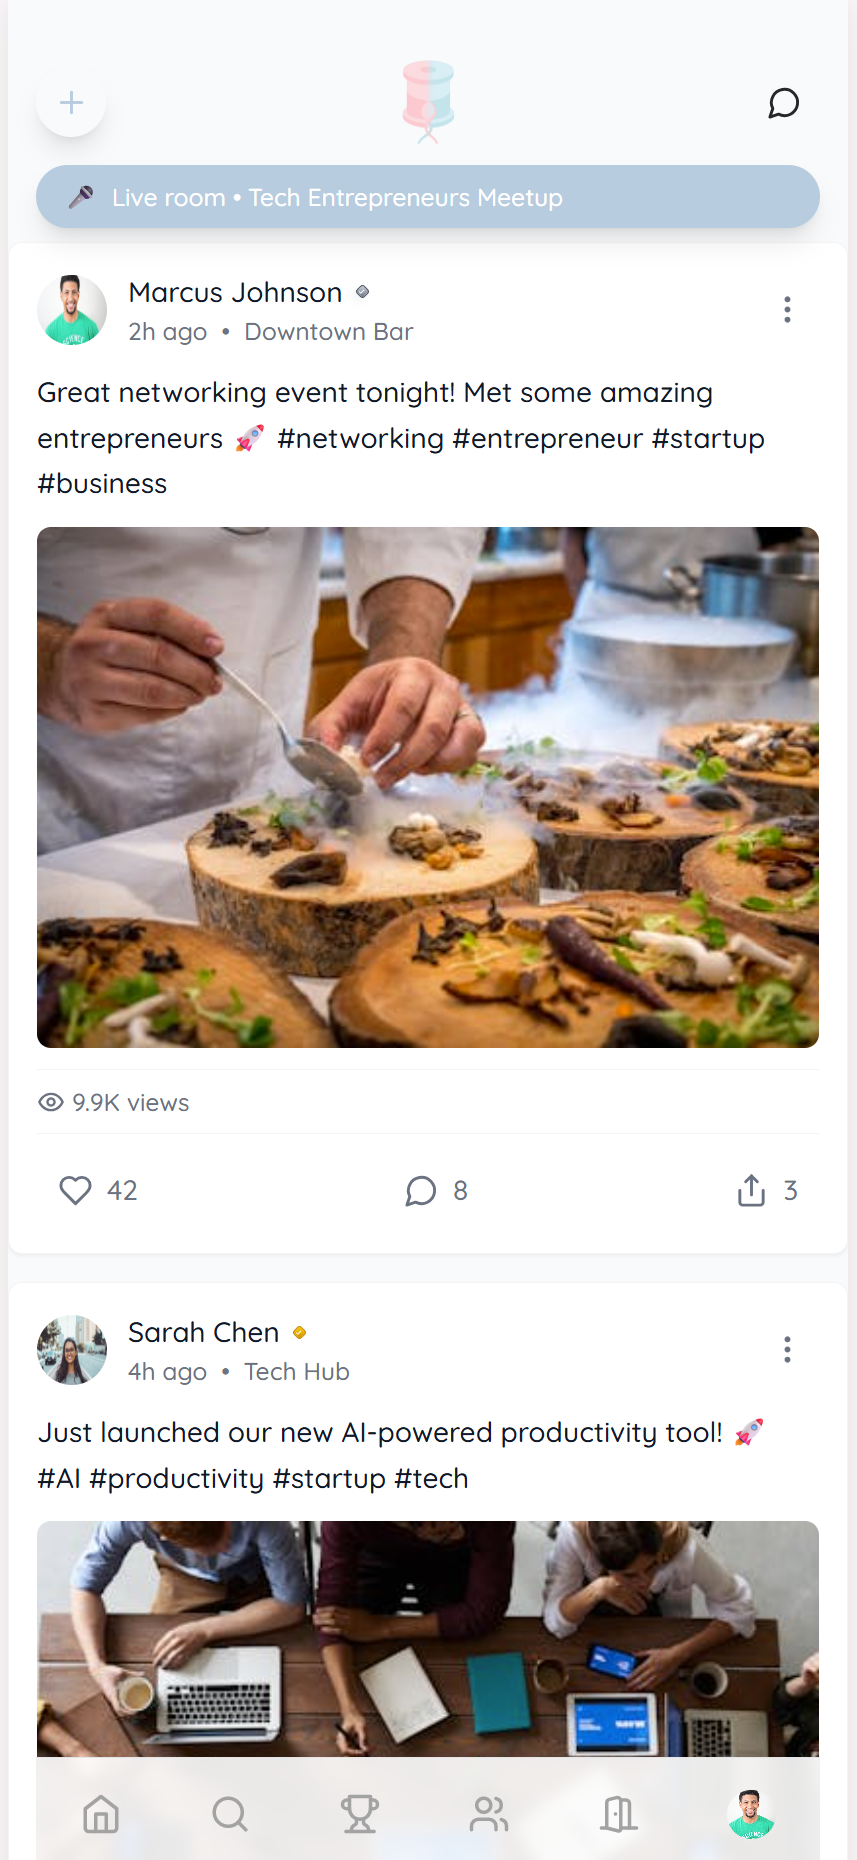 Live room • Tech Entrepreneurs Meetup
Marcus Johnson
2h ago • Downtown Bar
Great networking event tonight! Met some amazing
entrepreneurs 🚀 #networking #entrepreneur #startup
#business
9.9K views
42
8
3
Sarah Chen
4h ago • Tech Hub
Just launched our new AI-powered productivity tool! 🚀
#AI #productivity #startup #tech